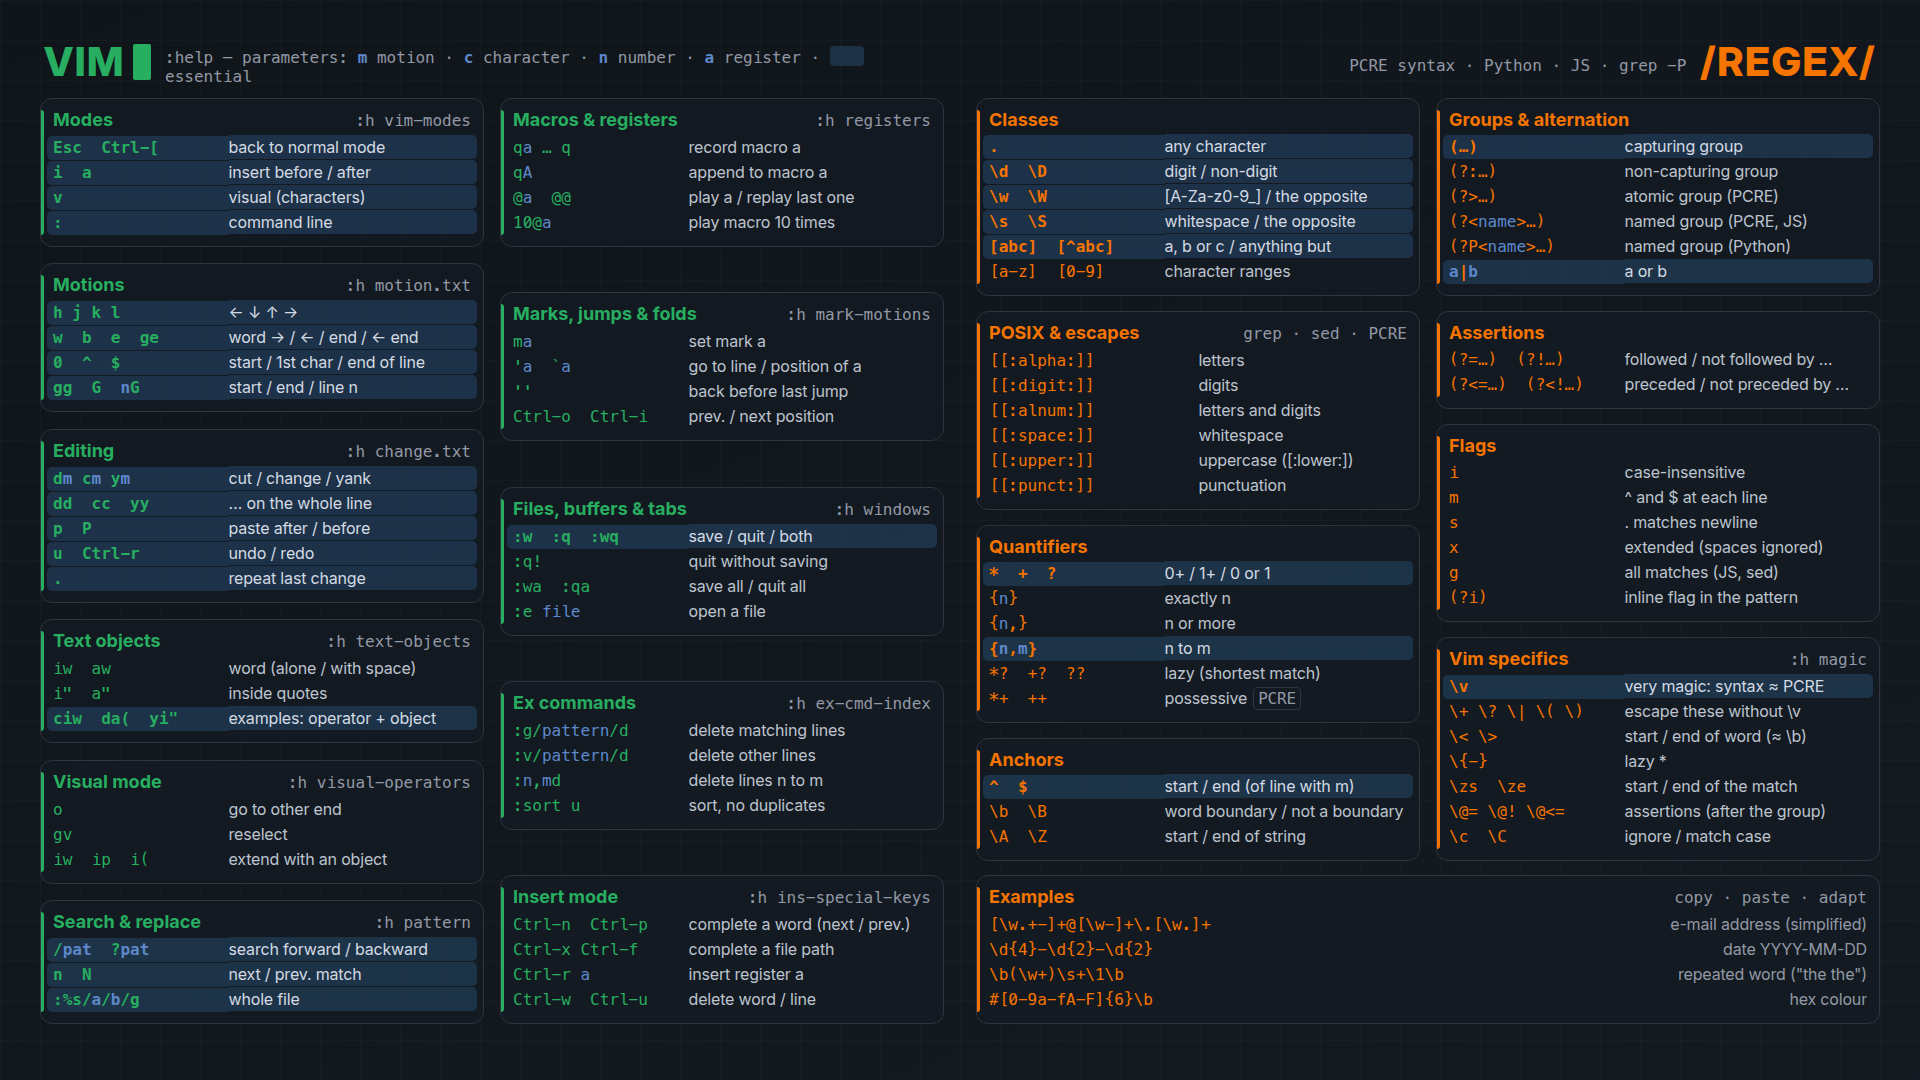 VIM
:help — parameters: m motion · c character · n number · a register ·
essential
Modes :h vim-modes
Esc Ctrl-[ back to normal mode
i a insert before / after
v visual (characters)
: command line
Motions :h motion.txt
h j k l ← ↓ ↑ →
w b e ge word → / ← / end / ← end
0 ^ $ start / 1st char / end of line
gg G nG start / end / line n
Editing :h change.txt
dm cm ym cut / change / yank
dd cc yy … on the whole line
p P paste after / before
u Ctrl-r undo / redo
. repeat last change
Text objects :h text-objects
iw aw word (alone / with space)
i" a" inside quotes
ciw da( yi" examples: operator + object
Visual mode :h visual-operators
o go to other end
gv reselect
iw ip i( extend with an object
Search & replace :h pattern
/pat ?pat search forward / backward
n N next / prev. match
:%s/a/b/g whole file
Macros & registers :h registers
qa … q record macro a
qA append to macro a
@a @@ play a / replay last one
10@a play macro 10 times
Marks, jumps & folds :h mark-motions
ma set mark a
'a `a go to line / position of a
'' back before last jump
Ctrl-o Ctrl-i prev. / next position
Files, buffers & tabs :h windows
:w :q :wq save / quit / both
:q! quit without saving
:wa :qa save all / quit all
:e file open a file
Ex commands :h ex-cmd-index
:g/pattern/d delete matching lines
:v/pattern/d delete other lines
:n,md delete lines n to m
:sort u sort, no duplicates
Insert mode :h ins-special-keys
Ctrl-n Ctrl-p complete a word (next / prev.)
Ctrl-x Ctrl-f complete a file path
Ctrl-r a insert register a
Ctrl-w Ctrl-u delete word / line
PCRE syntax · Python · JS · grep -P /REGEX/
Classes
. any character
\d \D digit / non-digit
\w \W [A-Za-z0-9_] / the opposite
\s \S whitespace / the opposite
[abc] [^abc] a, b or c / anything but
[a-z] [0-9] character ranges
POSIX & escapes grep · sed · PCRE
[[:alpha:]] letters
[[:digit:]] digits
[[:alnum:]] letters and digits
[[:space:]] whitespace
[[:upper:]] uppercase ([:lower:])
[[:punct:]] punctuation
Quantifiers
* + ? 0+ / 1+ / 0 or 1
{n} exactly n
{n,} n or more
{n,m} n to m
*? +? ?? lazy (shortest match)
*+ ++ possessive PCRE
Anchors
^ $ start / end (of line with m)
\b \B word boundary / not a boundary
\A \Z start / end of string
Groups & alternation
(…) capturing group
(?:…) non-capturing group
(?>…) atomic group (PCRE)
(?<name>…) named group (PCRE, JS)
(?P<name>…) named group (Python)
a|b a or b
Assertions
(?=…) (?!…) followed / not followed by …
(?<=…) (?<!…) preceded / not preceded by …
Flags
i case-insensitive
m ^ and $ at each line
s . matches newline
x extended (spaces ignored)
g all matches (JS, sed)
(?i) inline flag in the pattern
Vim specifics :h magic
\v very magic: syntax ≈ PCRE
\+ \? \| \( \) escape these without \v
\< \> start / end of word (≈ \b)
\{-} lazy *
\zs \ze start / end of the match
\@= \@! \@<= assertions (after the group)
\c \C ignore / match case
Examples copy · paste · adapt
[\w.+-]+@[\w-]+\.[\w.]+ e-mail address (simplified)
\d{4}-\d{2}-\d{2} date YYYY-MM-DD
\b(\w+)\s+\1\b repeated word ("the the")
#[0-9a-fA-F]{6}\b hex colour